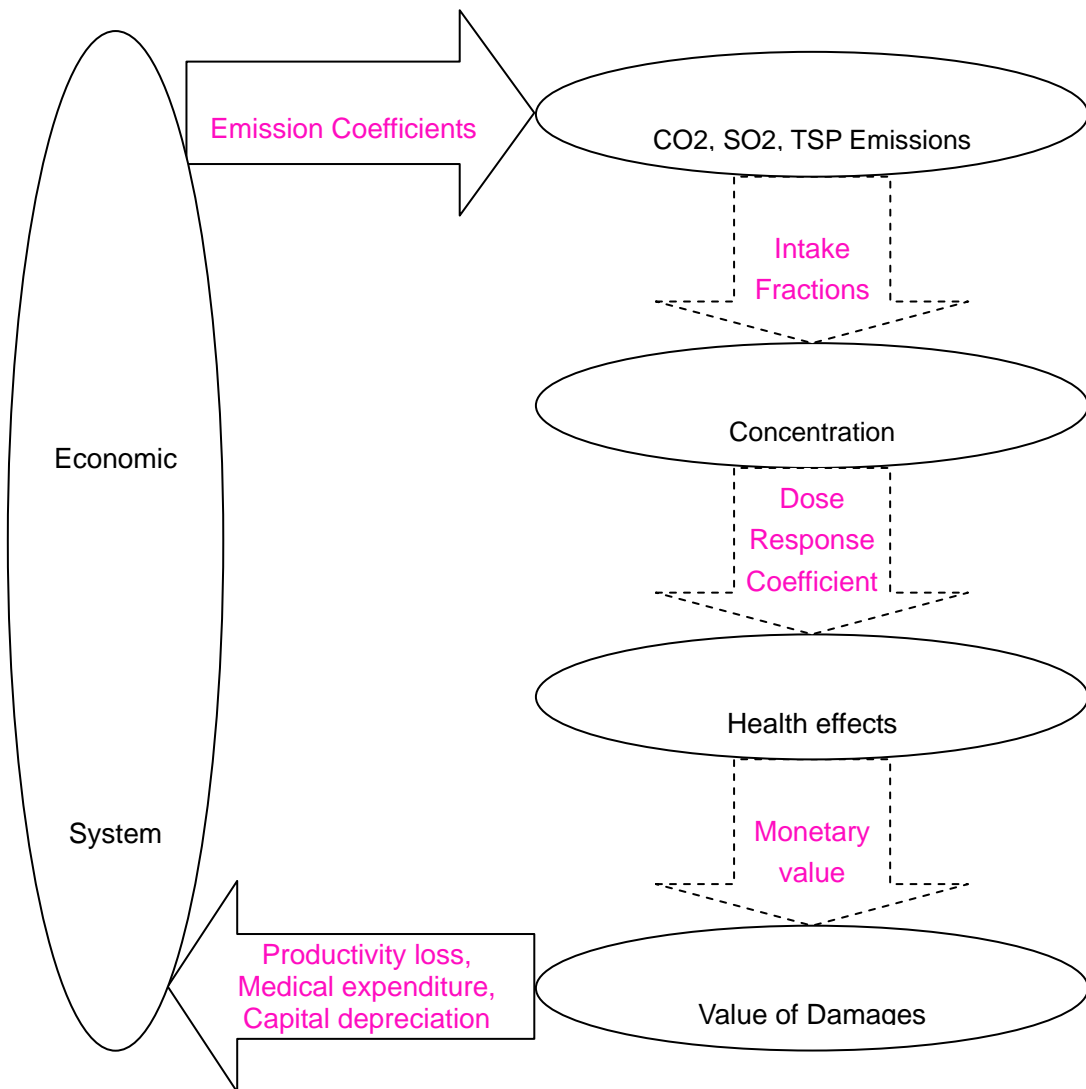 Emission Coefficients
CO2, SO2, TSP Emissions
Intake
Fractions
Concentration
Economic
Dose
Response
Coefficient
Health effects
System
Monetary
value
Productivity loss,
Medical expenditure,
Capital depreciation
Value of Damages